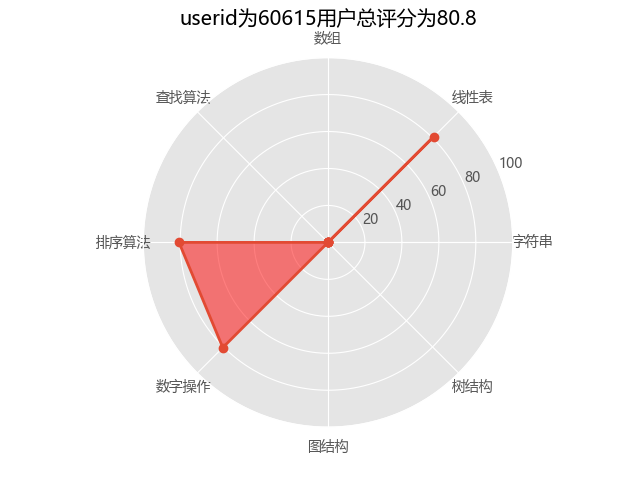 userid为60615用户总评分为80.8
数组
查找算法
线性表
100
80
60
40
20
排序算法
字符串
数字操作
树结构
图结构